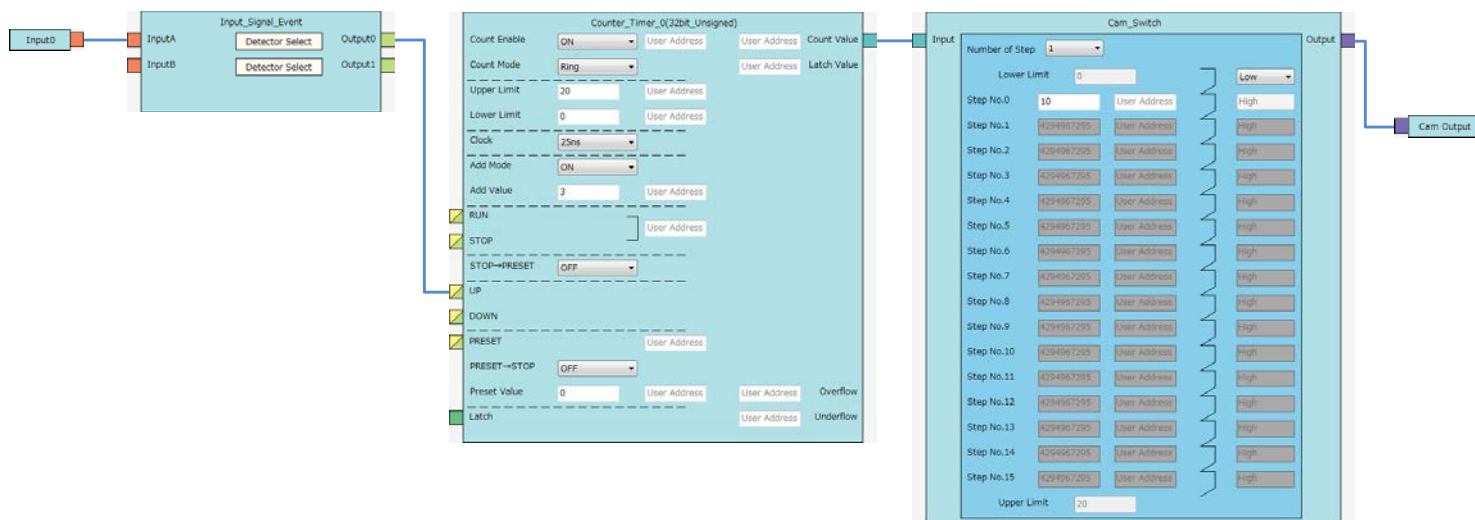 Input0
Input_Signal_Event
InputA Detector Select Output0
InputB Detector Select Output1
Counter_Timer_0(32bit_Unsigned)
Count Enable ON User Address User Address Count Value
Count Mode Ring User Address Latch Value
Upper Limit 20 User Address
Lower Limit 0 User Address
Clock 25ns
Add Mode ON
Add Value 3 User Address
RUN
User Address
STOP
STOP→PRESET OFF
UP
DOWN
PRESET User Address
PRESET→STOP OFF
Preset Value 0 User Address User Address Overflow
Latch User Address Underflow
Cam_Switch
Input Output
Number of Step 1
Lower Limit 0 Low
Step No.0 10 User Address High
Step No.1 4294967295 User Address High
Step No.2 4294967295 User Address High
Step No.3 4294967295 User Address High
Step No.4 4294967295 User Address High
Step No.5 4294967295 User Address High
Step No.6 4294967295 User Address High
Step No.7 4294967295 User Address High
Step No.8 4294967295 User Address High
Step No.9 4294967295 User Address High
Step No.10 4294967295 User Address High
Step No.11 4294967295 User Address High
Step No.12 4294967295 User Address High
Step No.13 4294967295 User Address High
Step No.14 4294967295 User Address High
Step No.15 4294967295 User Address High
Upper Limit 20
Cam Output